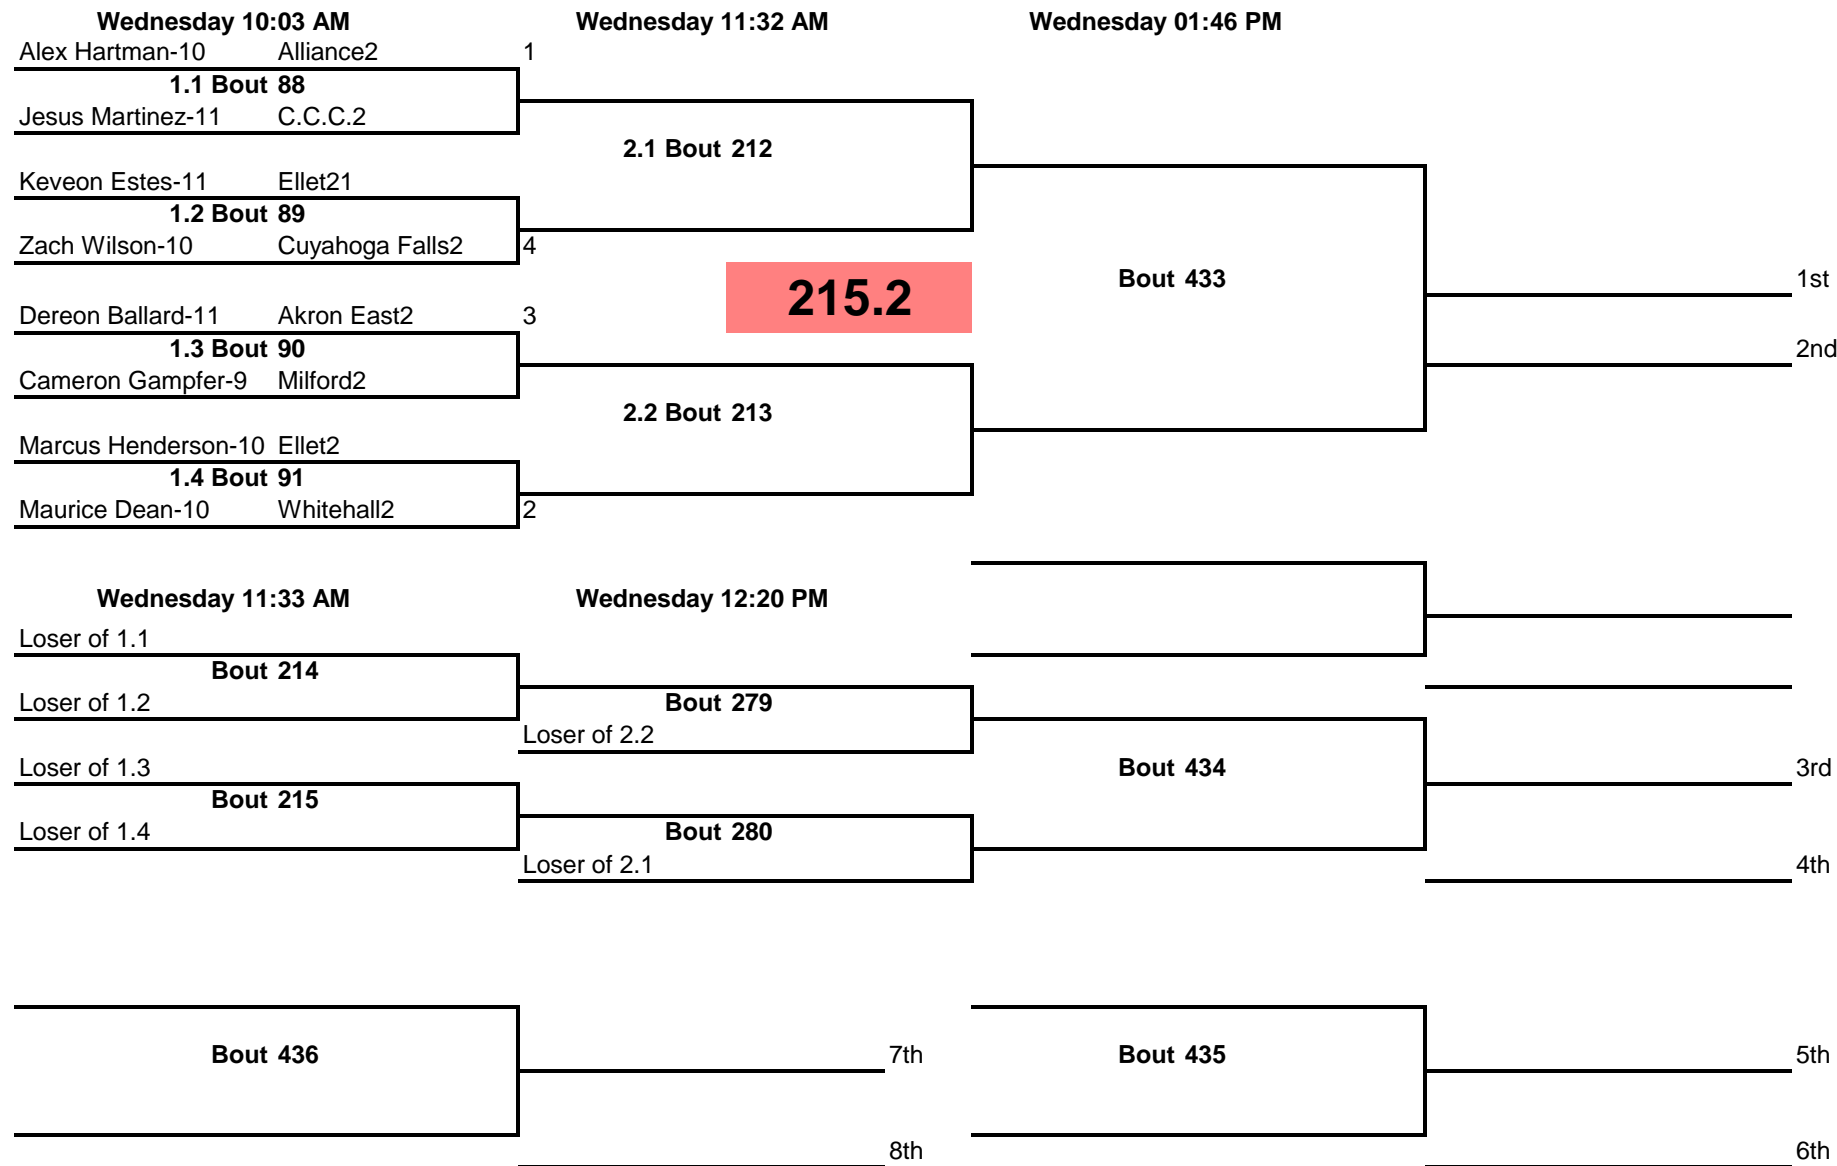 Wednesday 10:03 AM Wednesday 11:32 AM Wednesday 01:46 PM
Alex Hartman-10 Alliance2 1
1.1 Bout 88
Jesus Martinez-11 C.C.C.2
2.1 Bout 212
Keveon Estes-11 Ellet21
1.2 Bout 89
Zach Wilson-10 Cuyahoga Falls2 4
Bout 433 1st
215.2
Dereon Ballard-11 Akron East2 3
1.3 Bout 90 2nd
Cameron Gampfer-9 Milford2
2.2 Bout 213
Marcus Henderson-10 Ellet2
1.4 Bout 91
Maurice Dean-10 Whitehall2 2
Wednesday 11:33 AM Wednesday 12:20 PM
Loser of 1.1
Bout 214
Loser of 1.2 Bout 279
Loser of 2.2
Loser of 1.3 Bout 434 3rd
Bout 215
Loser of 1.4 Bout 280
Loser of 2.1 4th
Bout 436 7th Bout 435 5th
8th 6th